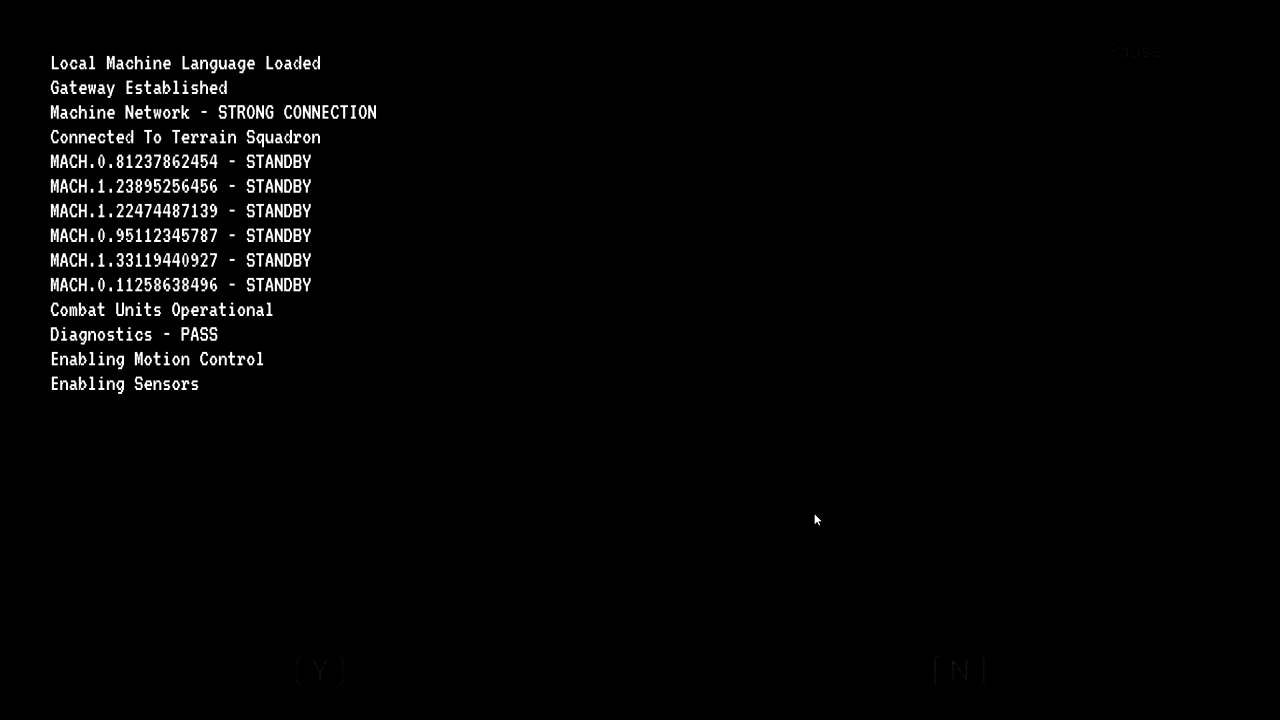 Pause
Local Machine Language Loaded
Gateway Established
Machine Network - STRONG CONNECTION
Connected To Terrain Squadron
MACH.0.81237862454 - STANDBY
MACH.1.23895256456 - STANDBY
MACH.1.22474487139 - STANDBY
MACH.0.95112345787 - STANDBY
MACH.1.33119440927 - STANDBY
MACH.0.11258638496 - STANDBY
Combat Units Operational
Diagnostics - PASS
Enabling Motion Control
Enabling Sensors
[ Y ]
[ N ]